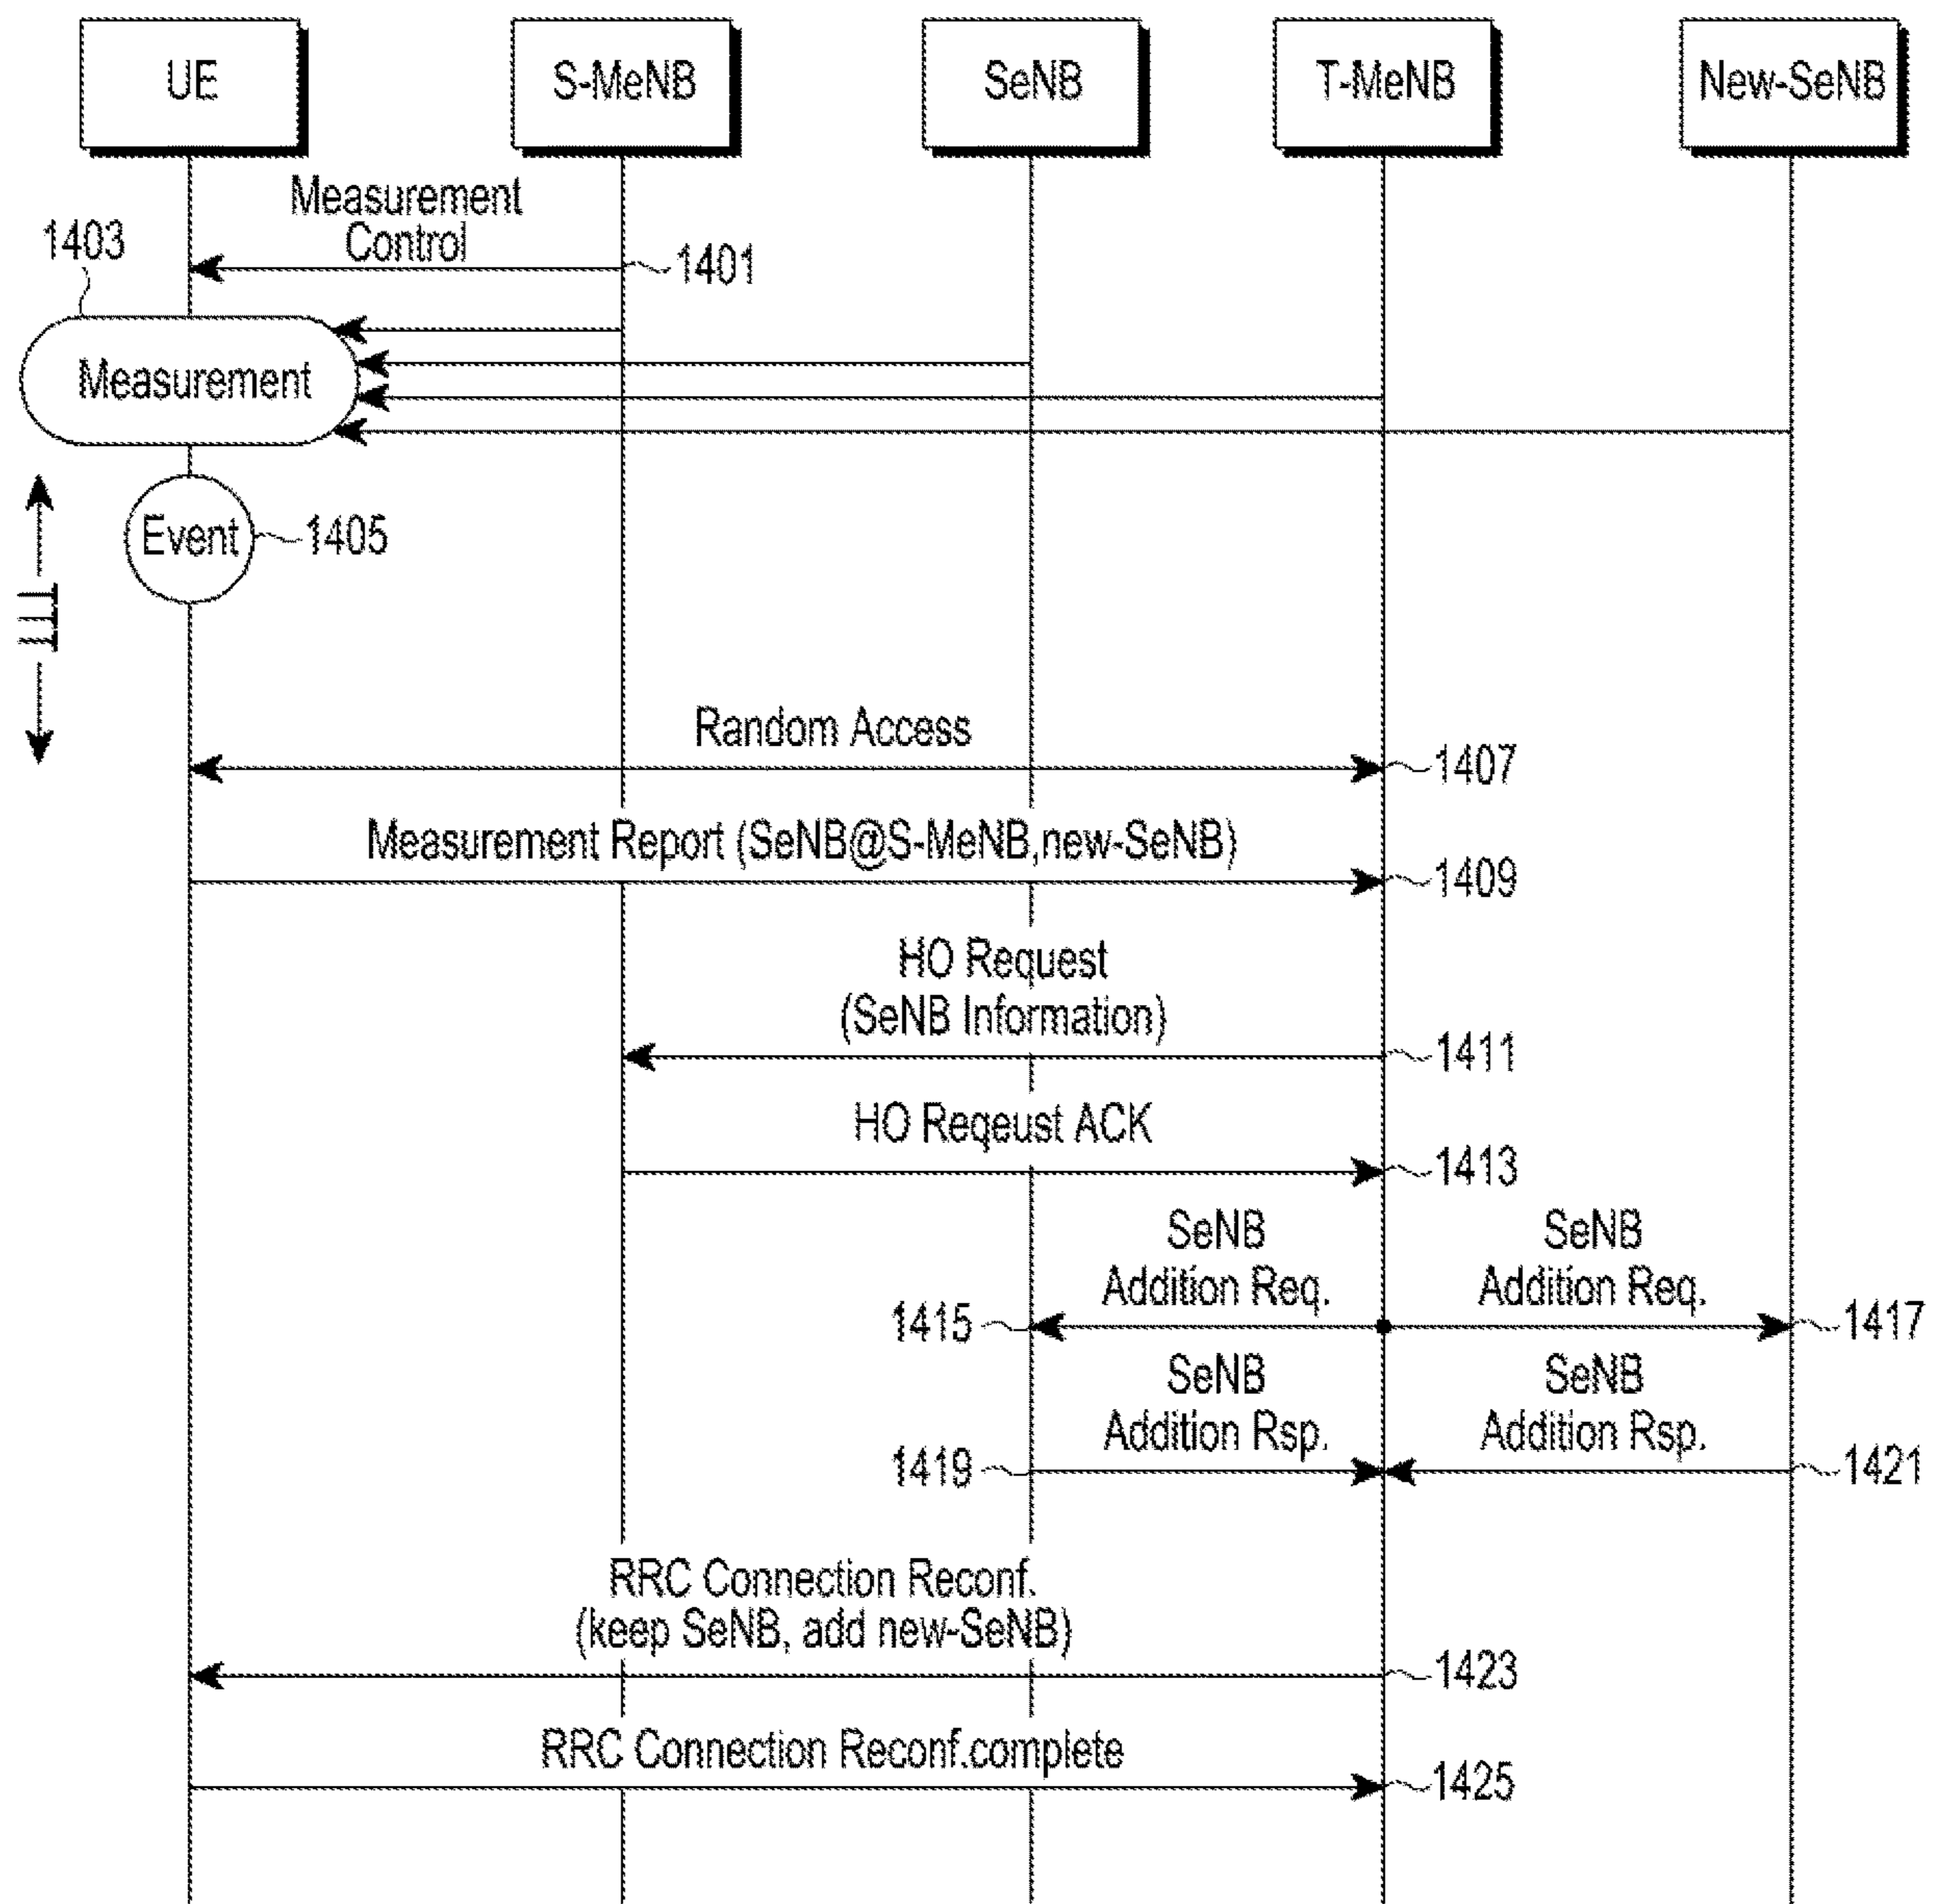 UE
S-MeNB
SeNB
T-MeNB
New-SeNB
Measurement
Control
1401
1403
Measurement
Event
1405
TTT
Random Access
1407
Measurement Report (SeNB@S-MeNB,new-SeNB)
1409
HO Request
(SeNB Information)
1411
HO Reqeust ACK
1413
SeNB
Addition Req.
SeNB
Addition Req.
1415
1417
SeNB
Addition Rsp.
SeNB
Addition Rsp.
1419
1421
RRC Connection Reconf.
(keep SeNB, add new-SeNB)
1423
RRC Connection Reconf.complete
1425